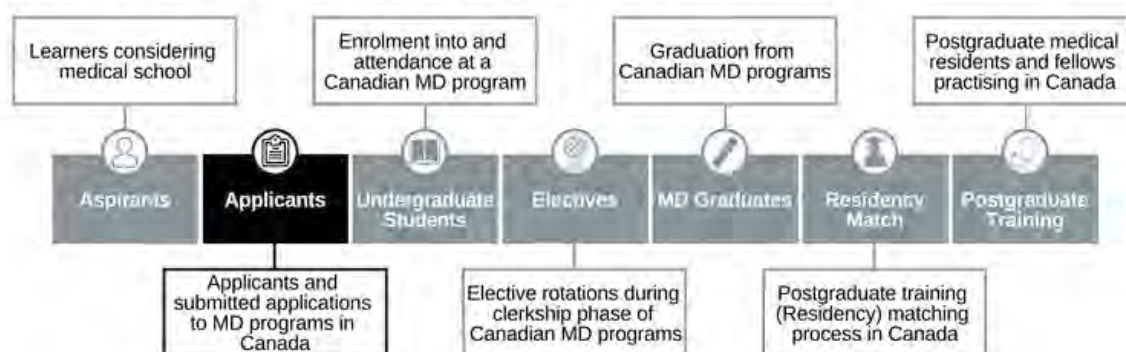 Learners considering
medical school
Enrolment into and
attendance at a
Canadian MD program
Graduation from
Canadian MD programs
Postgraduate medical
residents and fellows
practising in Canada
Aspirants
Applicants
Undergraduate
Students
Electives
MD Graduates
Residency
Match
Postgraduate
Training
Applicants and
submitted applications
to MD programs in
Canada
Elective rotations during
clerkship phase of
Canadian MD programs
Postgraduate training
(Residency) matching
process in Canada